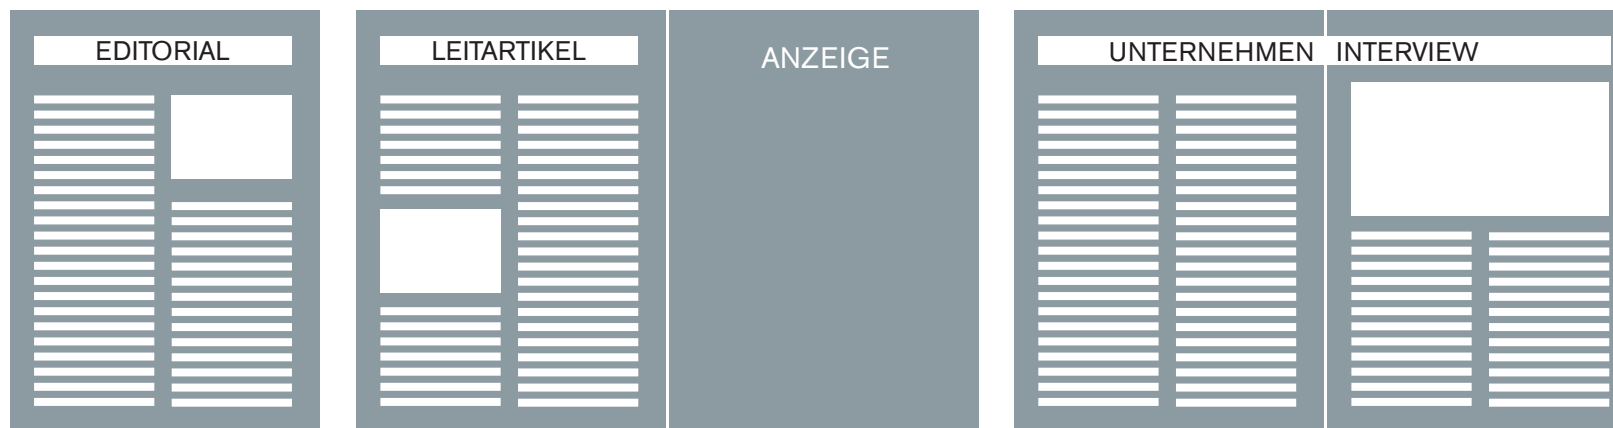 EDITORIAL
LEITARTIKEL
ANZEIGE
UNTERNEHMEN INTERVIEW